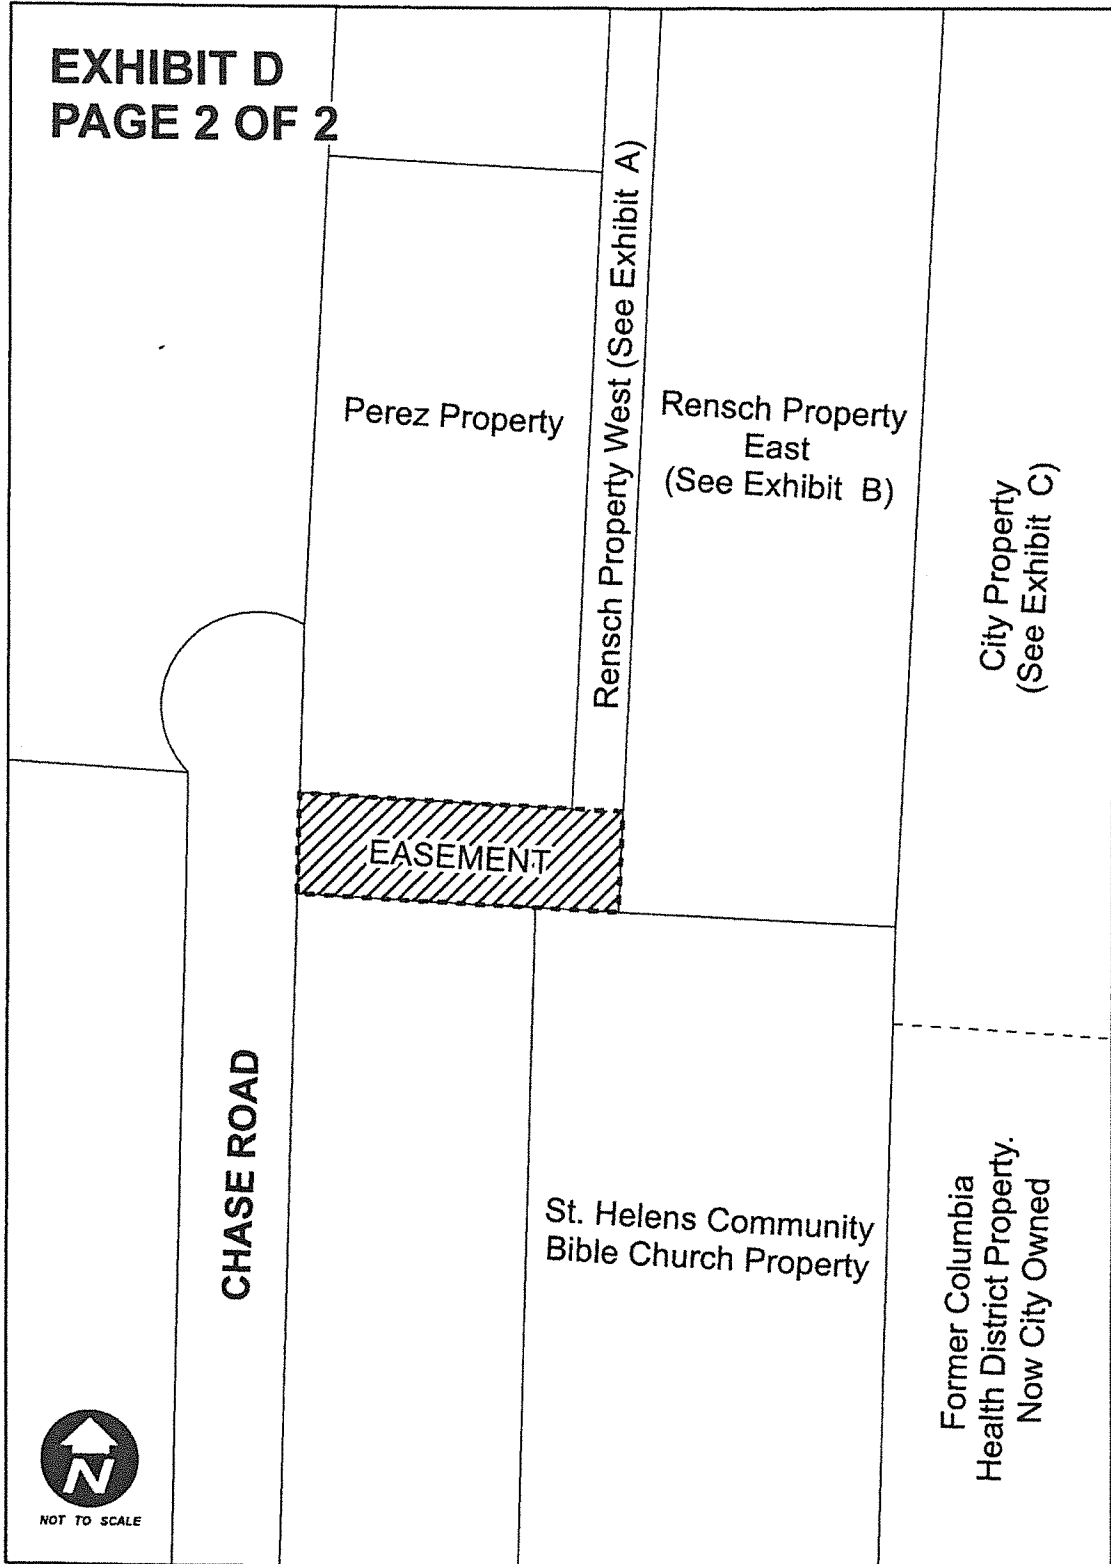 EXHIBIT D
PAGE 2 OF 2
Perez Property
Rensch Property West (See Exhibit A)
Rensch Property
East
(See Exhibit B)
City Property
(See Exhibit C)
EASEMENT
CHASE ROAD
St. Helens Community
Bible Church Property
Former Columbia
Health District Property.
Now City Owned
N
NOT TO SCALE